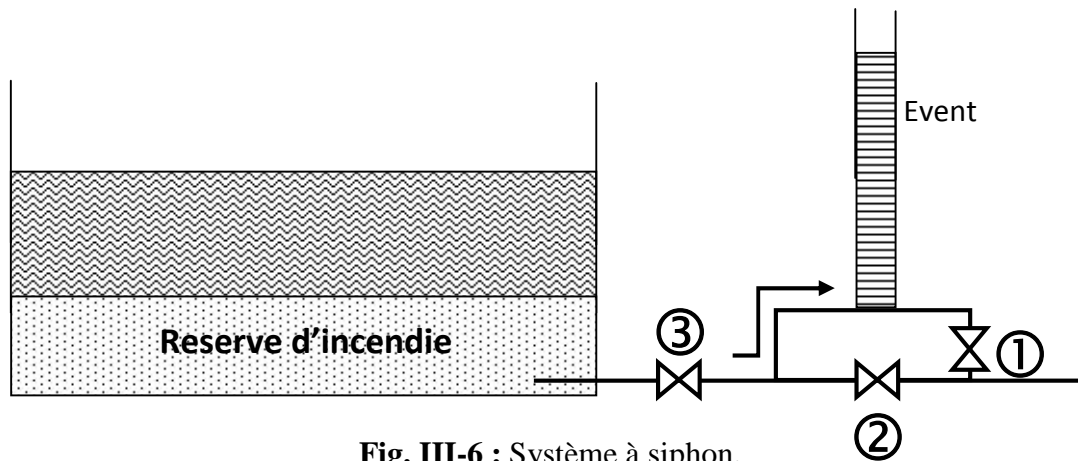 Event
Reserve d'incendie
③
①
②
Fig. III-6 : Système à siphon.